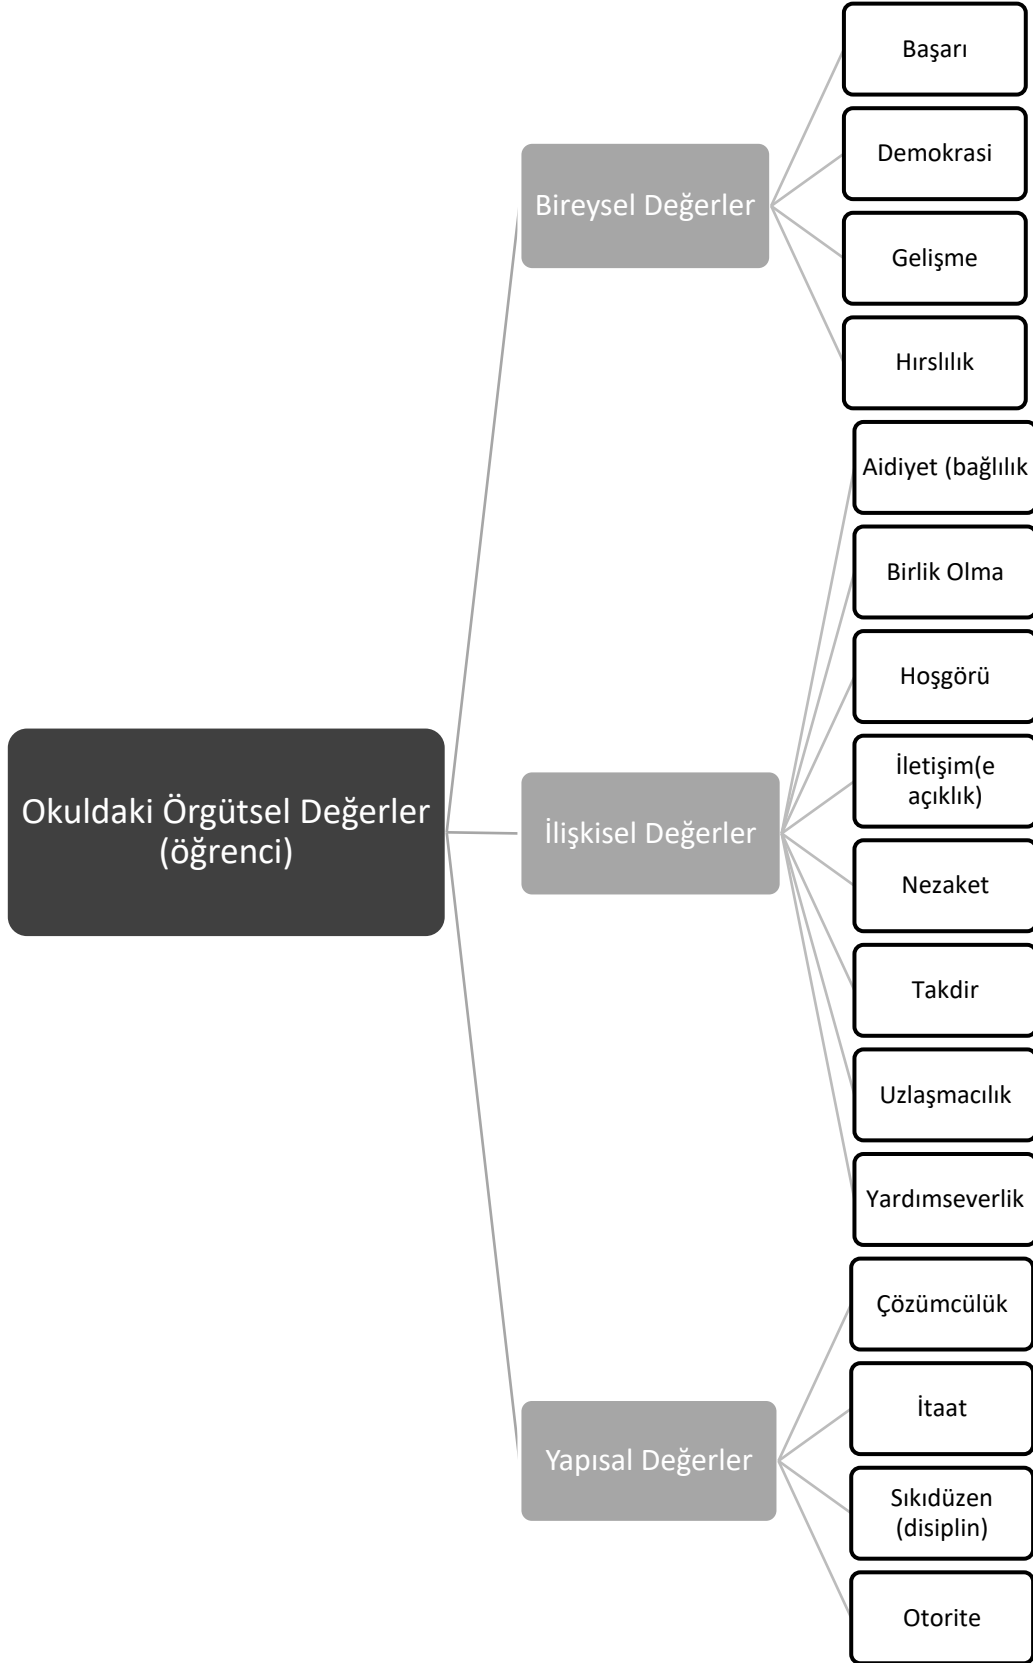 Okuldaki Örgütsel Değerler
(öğrenci)
Bireysel Değerler
Başarı
Demokrasi
Gelişme
Hırslılık
İlişkisel Değerler
Aidiyet (bağlılık
Birlik Olma
Hoşgörü
İletişim(e
açıklık)
Nezaket
Takdir
Uzlaşmacılık
Yardımseverlik
Yapısal Değerler
Çözümcülük
İtaat
Sıkıdüzen
(disiplin)
Otorite